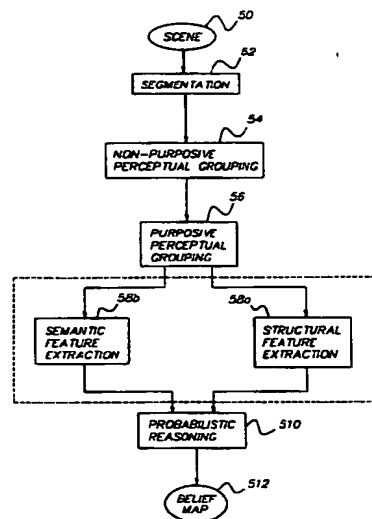 50
SCENE
52
SEGMENTATION
54
NON-PURPOSIVE
PERCEPTUAL GROUPING
56
PURPOSIVE
PERCEPTUAL
GROUPING
58b
SEMANTIC
FEATURE
EXTRACTION
58a
STRUCTURAL
FEATURE
EXTRACTION
PROBABILISTIC
REASONING
510
512
BELIEF
MAP